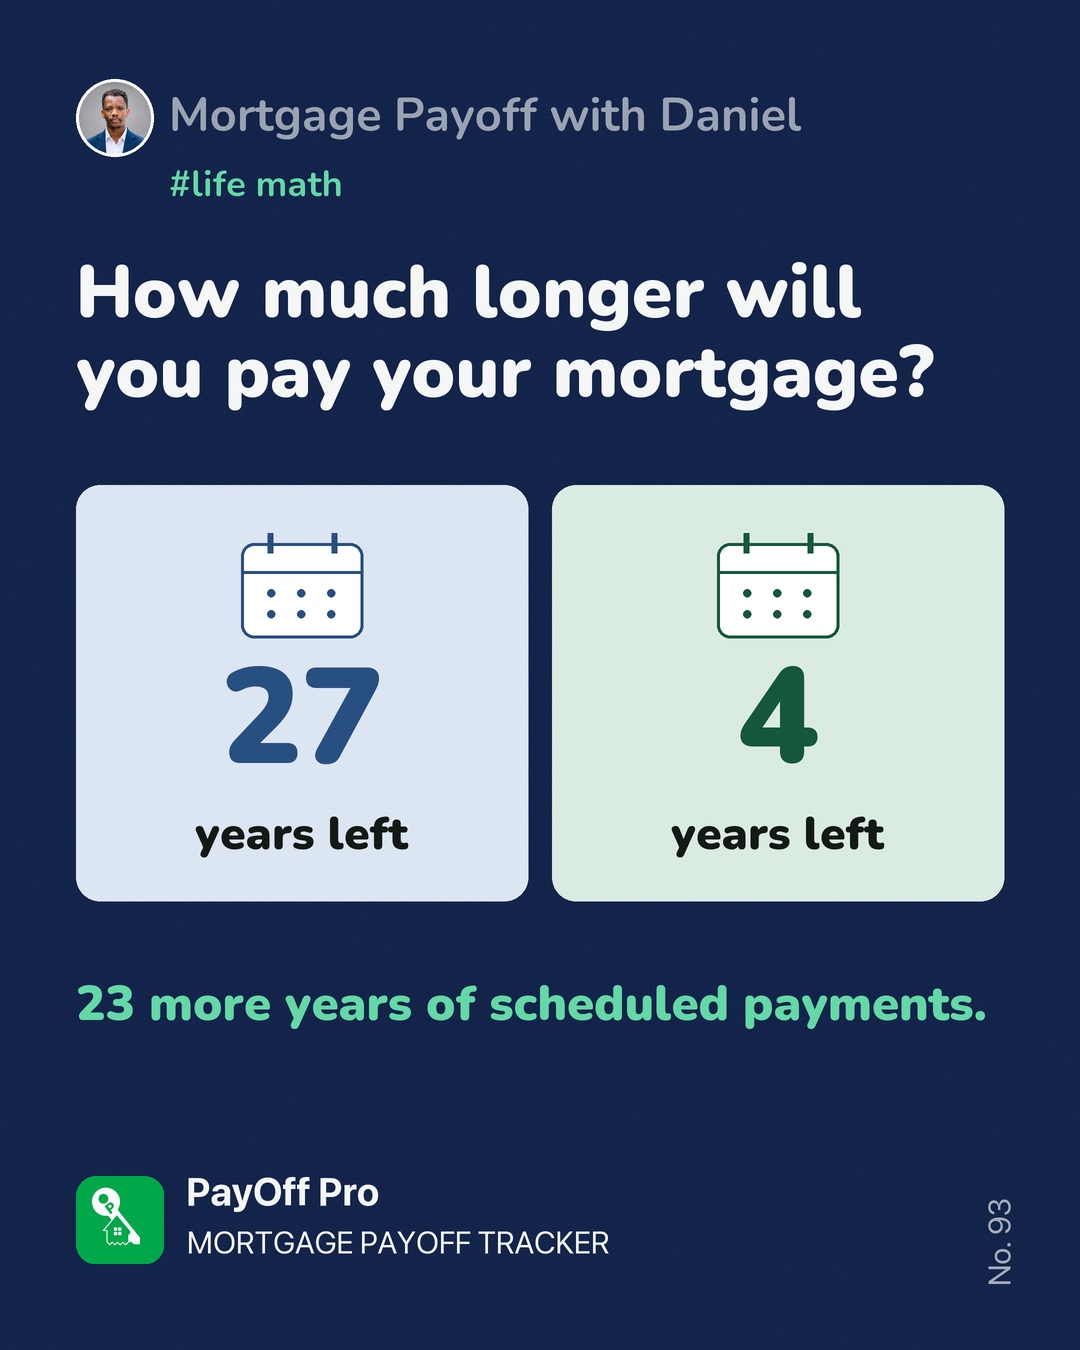 Mortgage Payoff with Daniel
#life math
How much longer will
you pay your mortgage?
27
years left
4
years left
23 more years of scheduled payments.
PayOff Pro
MORTGAGE PAYOFF TRACKER
No. 93